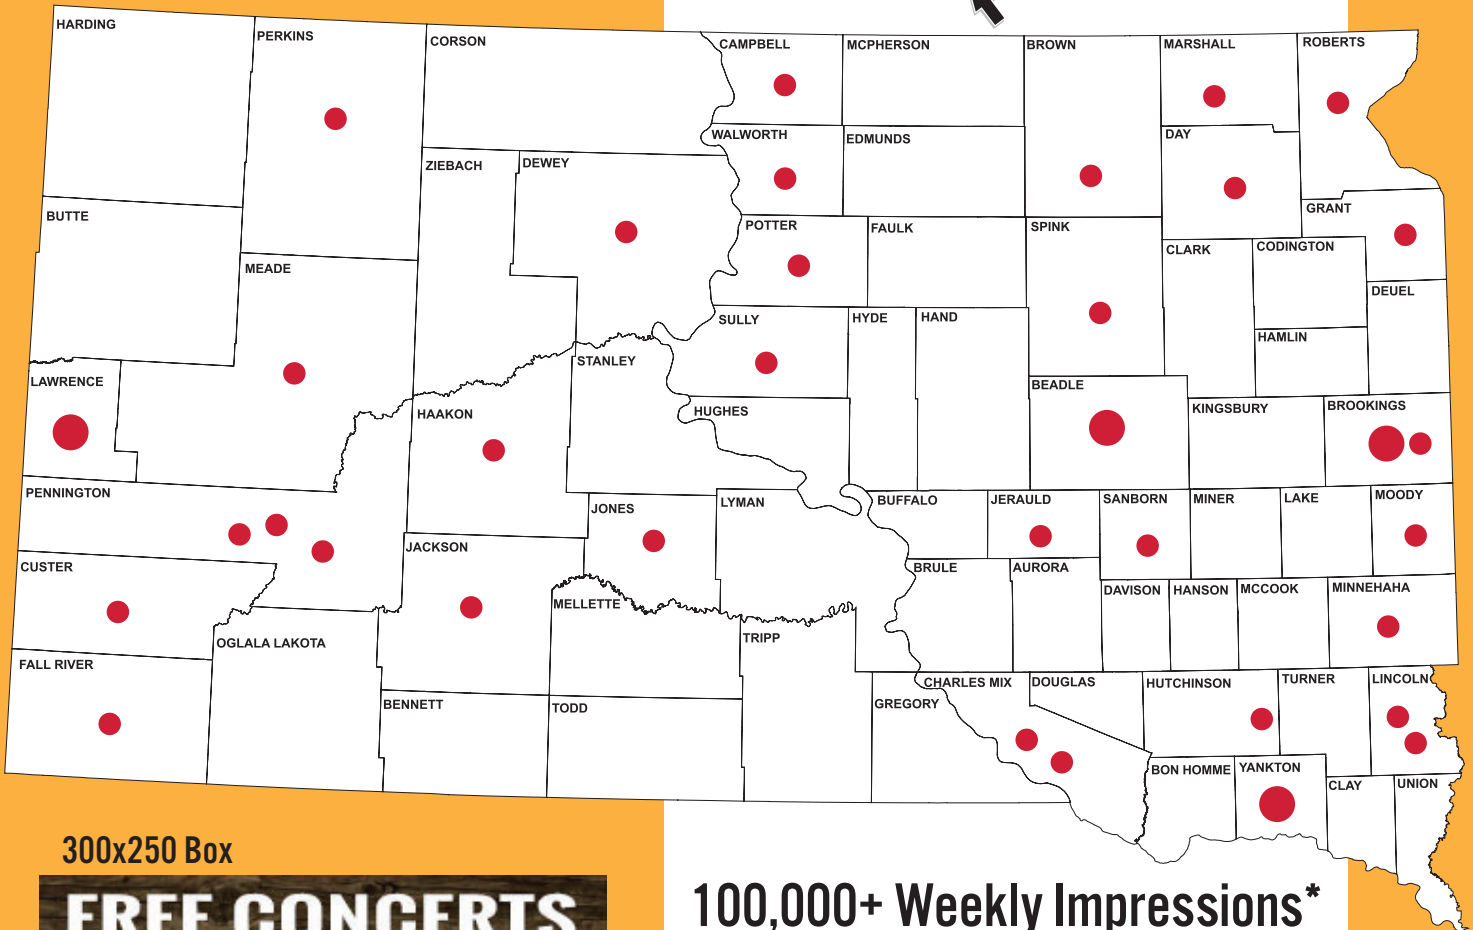 HARDING
PERKINS
CORSON
CAMPBELL
MCPHERSON
BROWN
MARSHALL
ROBERTS
WALWORTH
EDMUNDS
DAY
ZIEBACH
DEWEY
BUTTE
POTTER
FAULK
SPINK
GRANT
CLARK
CODINGTON
MEADE
DEUEL
SULLY
HYDE
HAND
HAMLIN
STANLEY
LAWRENCE
BEADLE
HAAKON
HUGHES
KINGSBURY
BROOKINGS
PENNINGTON
JONES
LYMAN
BUFFALO
JERAULD
SANBORN
MINER
LAKE
MOODY
JACKSON
CUSTER
BRULE
AURORA
MELLETTE
DAVISON
HANSON
MCCOOK
MINNEHAHA
OGLALA LAKOTA
TRIPP
FALL RIVER
CHARLES MIX
DOUGLAS
HUTCHINSON
TURNER
LINCOLN
BENNETT
TODD
GREGORY
BON HOMME
YANKTON
CLAY
UNION
300x250 Box
FREE CONCERTS
100,000+ Weekly Impressions*